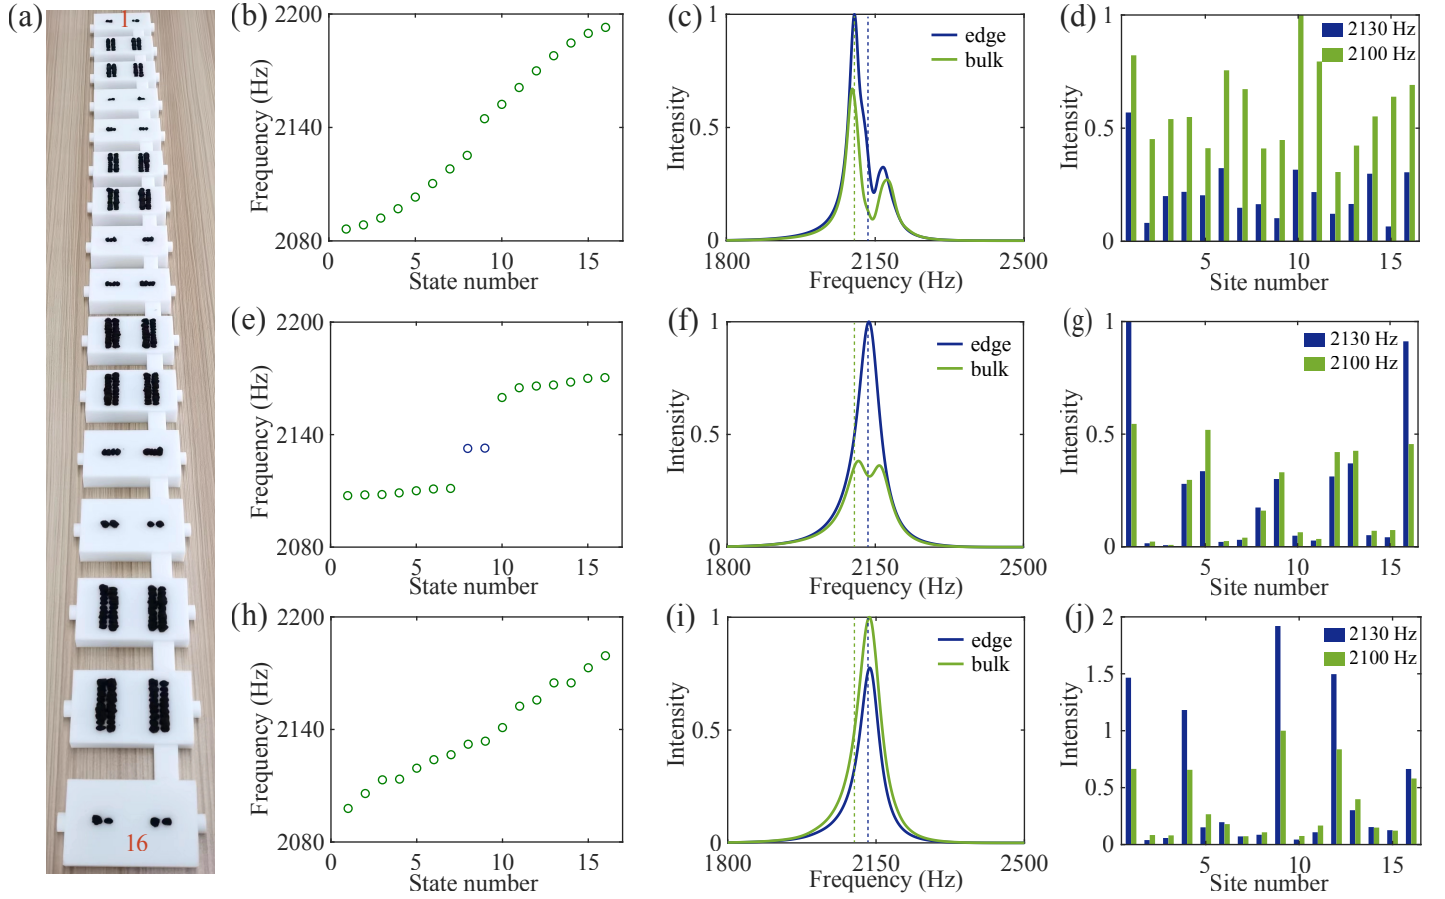 (a)
1
16
(b)
2200
2140
2080
Frequency (Hz)
0 5 10 15
State number
(c)
1
0.5
0
Intensity
edge
bulk
1800 2150 2500
Frequency (Hz)
(d)
1
0.5
0
Intensity
2130 Hz
2100 Hz
5 10 15
Site number
(e)
2200
2140
2080
Frequency (Hz)
0 5 10 15
State number
(f)
1
0.5
0
Intensity
edge
bulk
1800 2150 2500
Frequency (Hz)
(g)
1
0.5
0
Intensity
2130 Hz
2100 Hz
5 10 15
Site number
(h)
2200
2140
2080
Frequency (Hz)
0 5 10 15
State number
(i)
1
0.5
0
Intensity
edge
bulk
1800 2150 2500
Frequency (Hz)
(j)
2
1.5
1
0.5
0
Intensity
2130 Hz
2100 Hz
5 10 15
Site number